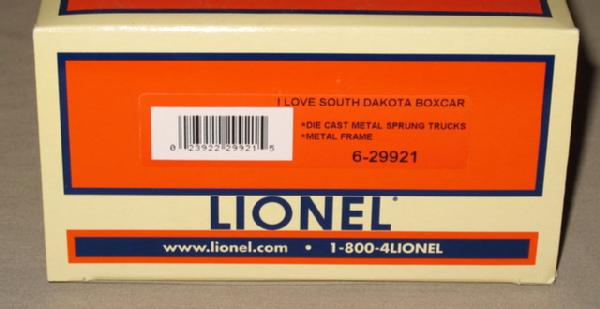 I LOVE SOUTH DAKOTA BOXCAR
*DIE CAST METAL SPRUNG TRUCKS
*METAL FRAME
0 23922 29921 5
6-29921
LIONEL
www.lionel.com • 1-800-4LIONEL